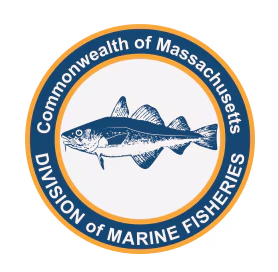 Commonwealth of Massachusetts
DIVISION of MARINE FISHERIES